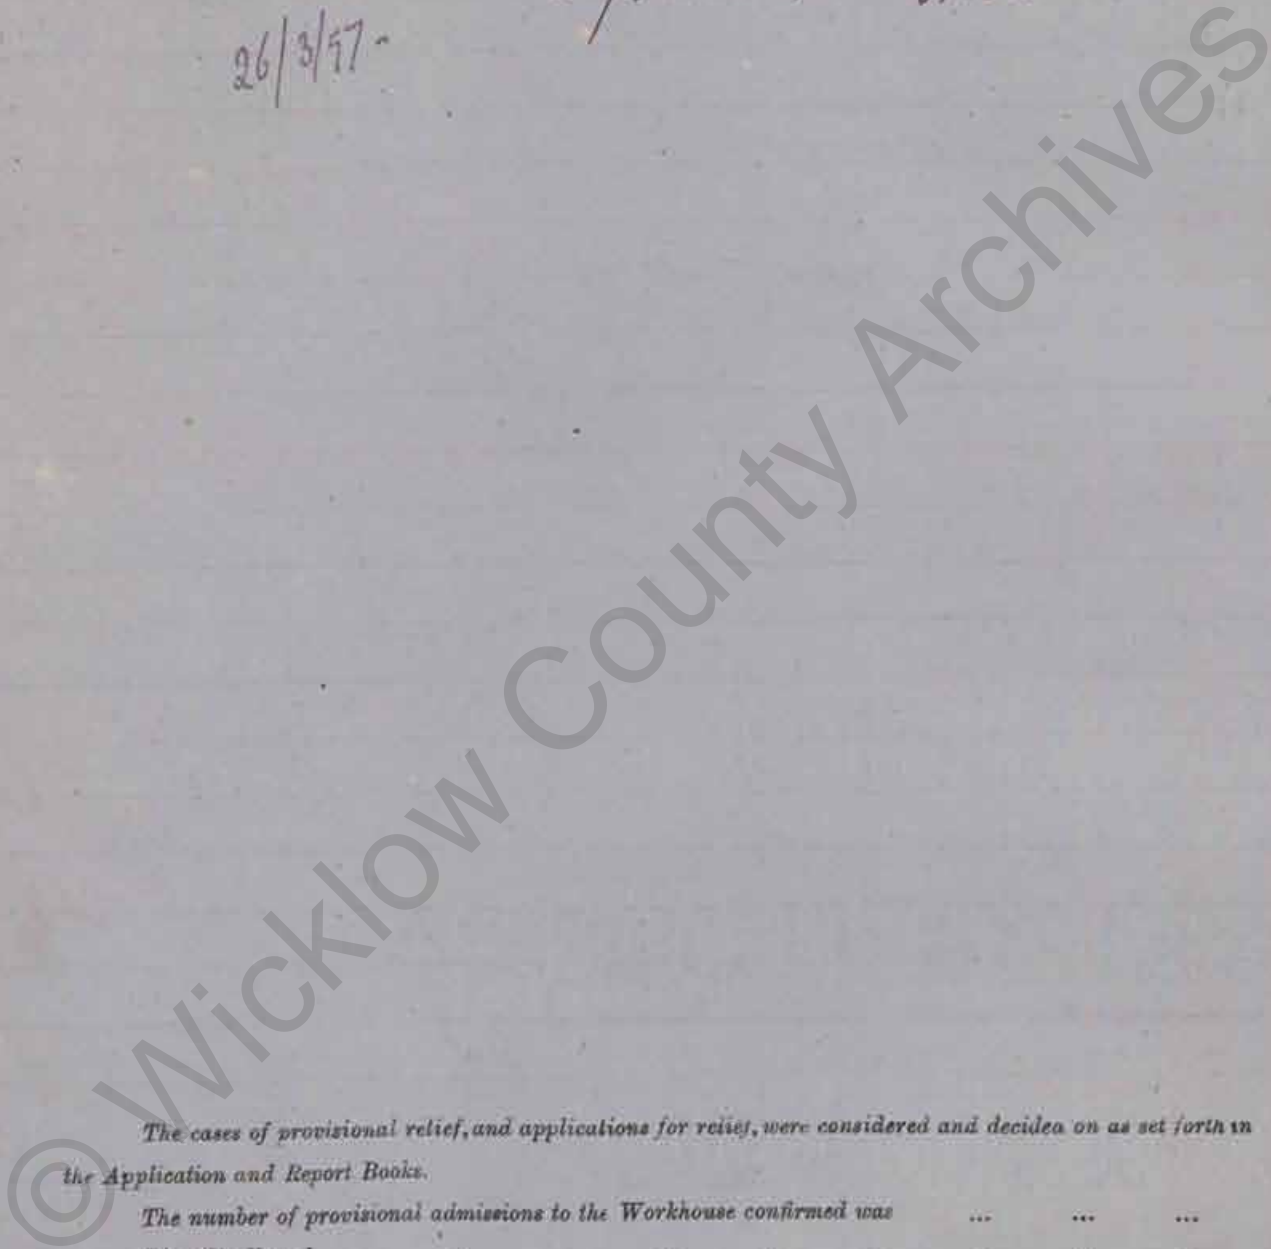 26/3/57-
© Wicklow County Archives
The cases of provisional relief, and applications for relief, were considered and decided on as set forth in
the Application and Report Books.
The number of provisional admissions to the Workhouse confirmed was ... ... ...